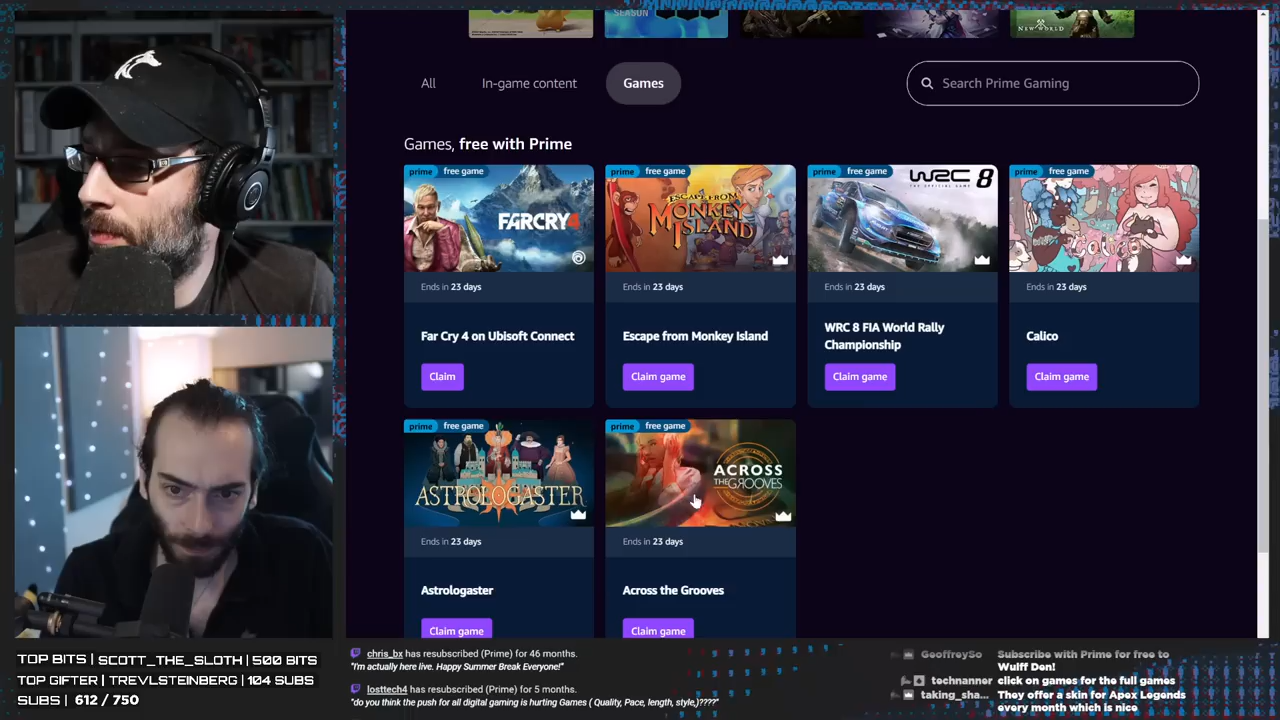 SEASON
NEW WORLD
All
In-game content
Games
Search Prime Gaming
Games, free with Prime
prime free game
FARCRY4
Ends in 23 days
Far Cry 4 on Ubisoft Connect
Claim
prime free game
ESCAPE FROM
MONKEY
ISLAND
Ends in 23 days
Escape from Monkey Island
Claim game
prime free game
WRC 8
THE OFFICIAL GAME
Ends in 23 days
WRC 8 FIA World Rally
Championship
Claim game
prime free game
Ends in 23 days
Calico
Claim game
prime free game
ASTROLOGASTER
Ends in 23 days
Astrologaster
Claim game
prime free game
ACROSS
THE GROOVES
Ends in 23 days
Across the Grooves
Claim game
TOP BITS | SCOTT_THE_SLOTH | 500 BITS
TOP GIFTER | TREVLSTEINBERG | 104 SUBS
SUBS | 612 / 750
chris_bx has resubscribed (Prime) for 46 months.
"I'm actually here live. Happy Summer Break Everyone!"
losttech4 has resubscribed (Prime) for 5 months.
"do you think the push for all digital gaming is hurting Games ( Quality, Pace, length, style,)????"
GeoffreySo Subscribe with Prime for free to
Wulff Den!
technanner click on games for the full games
taking_sha... They offer a skin for Apex Legends
every month which is nice